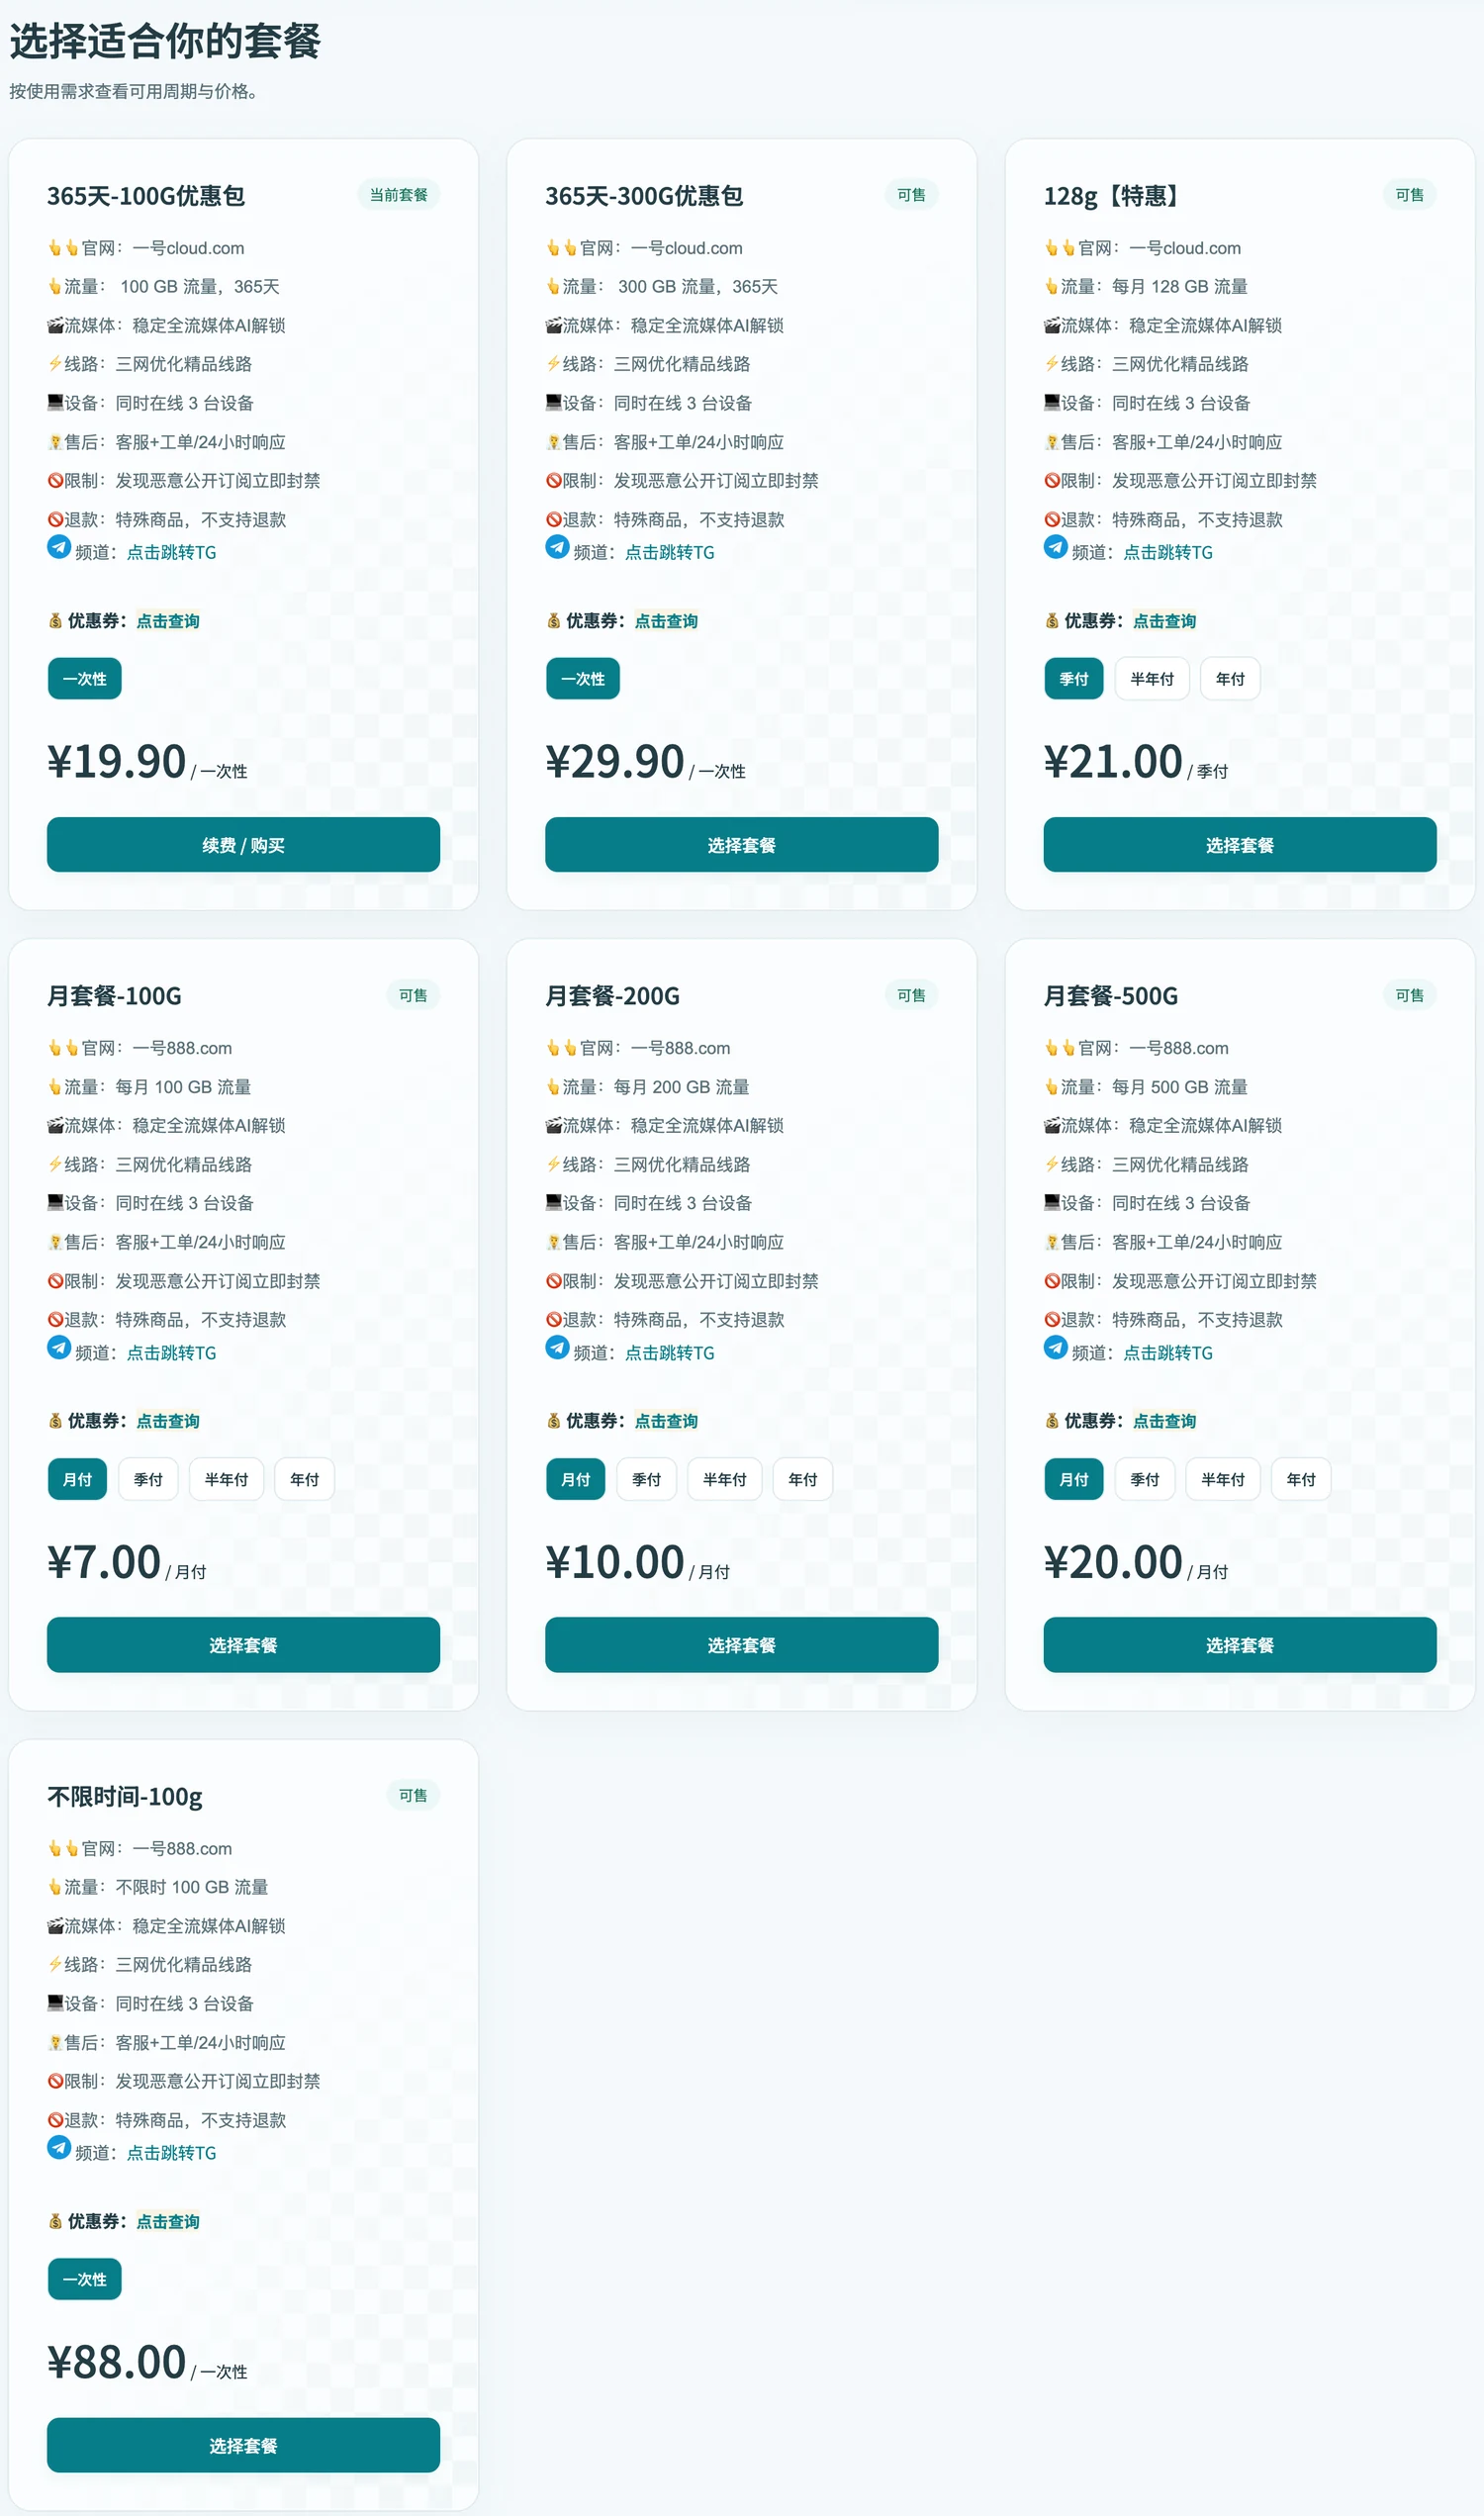 选择适合你的套餐
按使用需求查看可用周期与价格。
365天-100G优惠包
当前套餐
👆👆官网：一号cloud.com
👆流量： 100 GB 流量，365天
🎬流媒体：稳定全流媒体AI解锁
⚡线路：三网优化精品线路
💻设备：同时在线 3 台设备
售后：客服+工单/24小时响应
🚫限制：发现恶意公开订阅立即封禁
🚫退款：特殊商品，不支持退款
频道：点击跳转TG
💰 优惠券：点击查询
一次性
¥19.90 / 一次性
续费 / 购买
365天-300G优惠包
可售
👆👆官网：一号cloud.com
👆流量： 300 GB 流量，365天
🎬流媒体：稳定全流媒体AI解锁
⚡线路：三网优化精品线路
💻设备：同时在线 3 台设备
售后：客服+工单/24小时响应
🚫限制：发现恶意公开订阅立即封禁
🚫退款：特殊商品，不支持退款
频道：点击跳转TG
💰 优惠券：点击查询
一次性
¥29.90 / 一次性
选择套餐
128g【特惠】
可售
👆👆官网：一号cloud.com
👆流量：每月 128 GB 流量
🎬流媒体：稳定全流媒体AI解锁
⚡线路：三网优化精品线路
💻设备：同时在线 3 台设备
售后：客服+工单/24小时响应
🚫限制：发现恶意公开订阅立即封禁
🚫退款：特殊商品，不支持退款
频道：点击跳转TG
💰 优惠券：点击查询
季付 半年付 年付
¥21.00 / 季付
选择套餐
月套餐-100G
可售
👆👆官网：一号888.com
👆流量：每月 100 GB 流量
🎬流媒体：稳定全流媒体AI解锁
⚡线路：三网优化精品线路
💻设备：同时在线 3 台设备
售后：客服+工单/24小时响应
🚫限制：发现恶意公开订阅立即封禁
🚫退款：特殊商品，不支持退款
频道：点击跳转TG
💰 优惠券：点击查询
月付 季付 半年付 年付
¥7.00 / 月付
选择套餐
月套餐-200G
可售
👆👆官网：一号888.com
👆流量：每月 200 GB 流量
🎬流媒体：稳定全流媒体AI解锁
⚡线路：三网优化精品线路
💻设备：同时在线 3 台设备
售后：客服+工单/24小时响应
🚫限制：发现恶意公开订阅立即封禁
🚫退款：特殊商品，不支持退款
频道：点击跳转TG
💰 优惠券：点击查询
月付 季付 半年付 年付
¥10.00 / 月付
选择套餐
月套餐-500G
可售
👆👆官网：一号888.com
👆流量：每月 500 GB 流量
🎬流媒体：稳定全流媒体AI解锁
⚡线路：三网优化精品线路
💻设备：同时在线 3 台设备
售后：客服+工单/24小时响应
🚫限制：发现恶意公开订阅立即封禁
🚫退款：特殊商品，不支持退款
频道：点击跳转TG
💰 优惠券：点击查询
月付 季付 半年付 年付
¥20.00 / 月付
选择套餐
不限时间-100g
可售
👆👆官网：一号888.com
👆流量：不限时 100 GB 流量
🎬流媒体：稳定全流媒体AI解锁
⚡线路：三网优化精品线路
💻设备：同时在线 3 台设备
售后：客服+工单/24小时响应
🚫限制：发现恶意公开订阅立即封禁
🚫退款：特殊商品，不支持退款
频道：点击跳转TG
💰 优惠券：点击查询
一次性
¥88.00 / 一次性
选择套餐